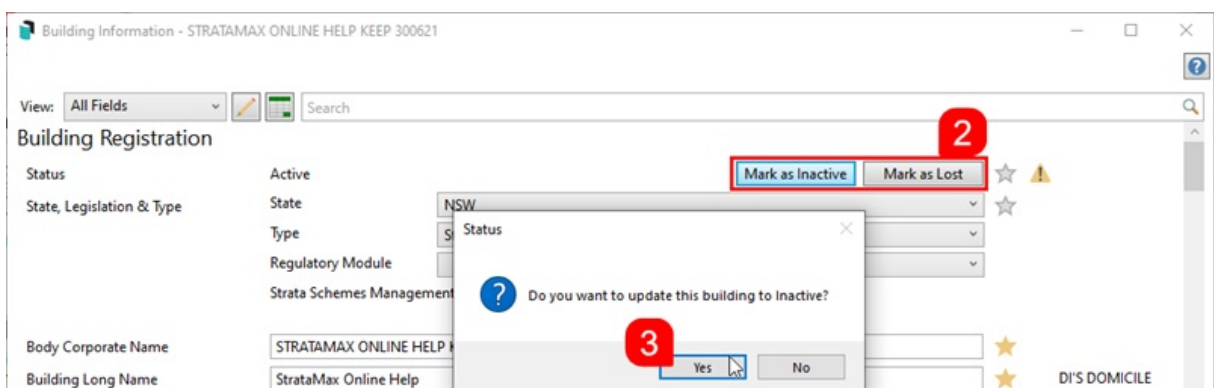 Building Information - STRATAMAX ONLINE HELP KEEP 300621
View: All Fields Search
Building Registration
2
Status Active Mark as Inactive Mark as Lost
State, Legislation & Type State NSW
Status
Type
Regulatory Module
Do you want to update this building to Inactive?
Strata Schemes Management
3
Yes No
Body Corporate Name STRATAMAX ONLINE HELP
Building Long Name StrataMax Online Help DI'S DOMICILE